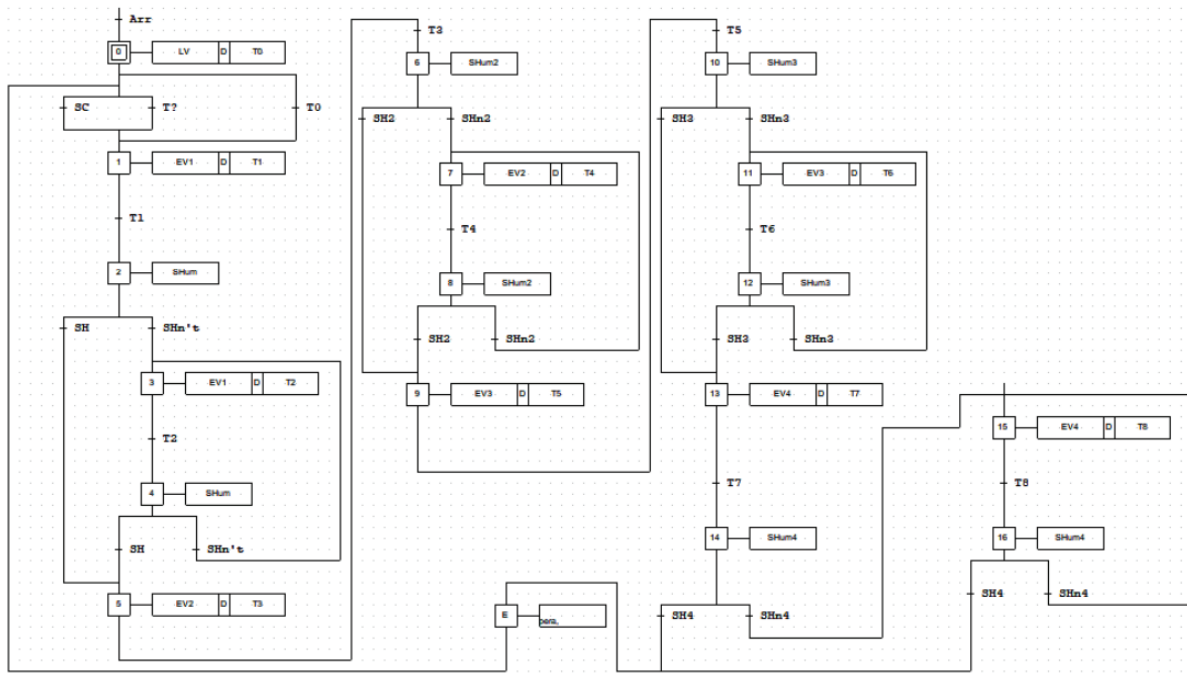 Arr
0 LV D T0
SC T? T0
1 EV1 D T1
T1
2 SHum
SH SHn't
3 EV1 D T2
T2
4 SHum
SH SHn't
5 EV2 D T3
T3
6 SHum2
SH2 SHn2
7 EV2 D T4
T4
8 SHum2
SH2 SHn2
9 EV3 D T5
T5
10 SHum3
SH3 SHn3
11 EV3 D T6
T6
12 SHum3
SH3 SHn3
13 EV4 D T7
T7
14 SHum4
SH4 SHn4
15 EV4 D T8
T8
16 SHum4
SH4 SHn4
E